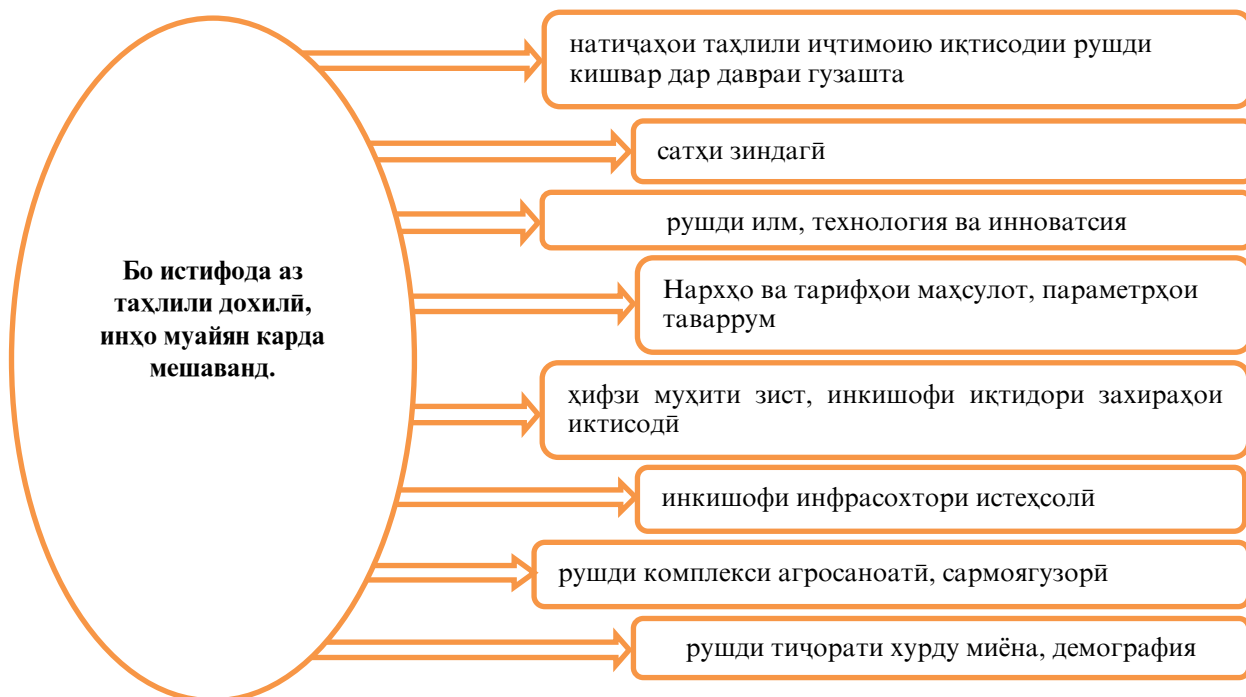 натиҷаҳои таҳлили иҷтимоию иқтисодии рушди
кишвар дар давраи гузашта
сатҳи зиндагӣ
рушди илм, технология ва инноватсия
Бо истифода аз
таҳлили дохилӣ,
инҳо муайян карда
мешаванд.
Нархҳо ва тарифҳои маҳсулот, параметрҳои
таваррум
ҳифзи муҳити зист, инкишофи иқтидори захираҳои
иктисодӣ
инкишофи инфрасохтори истеҳсолӣ
рушди комплекси агросаноатӣ, сармоягузорӣ
рушди тиҷорати хурду миёна, демография